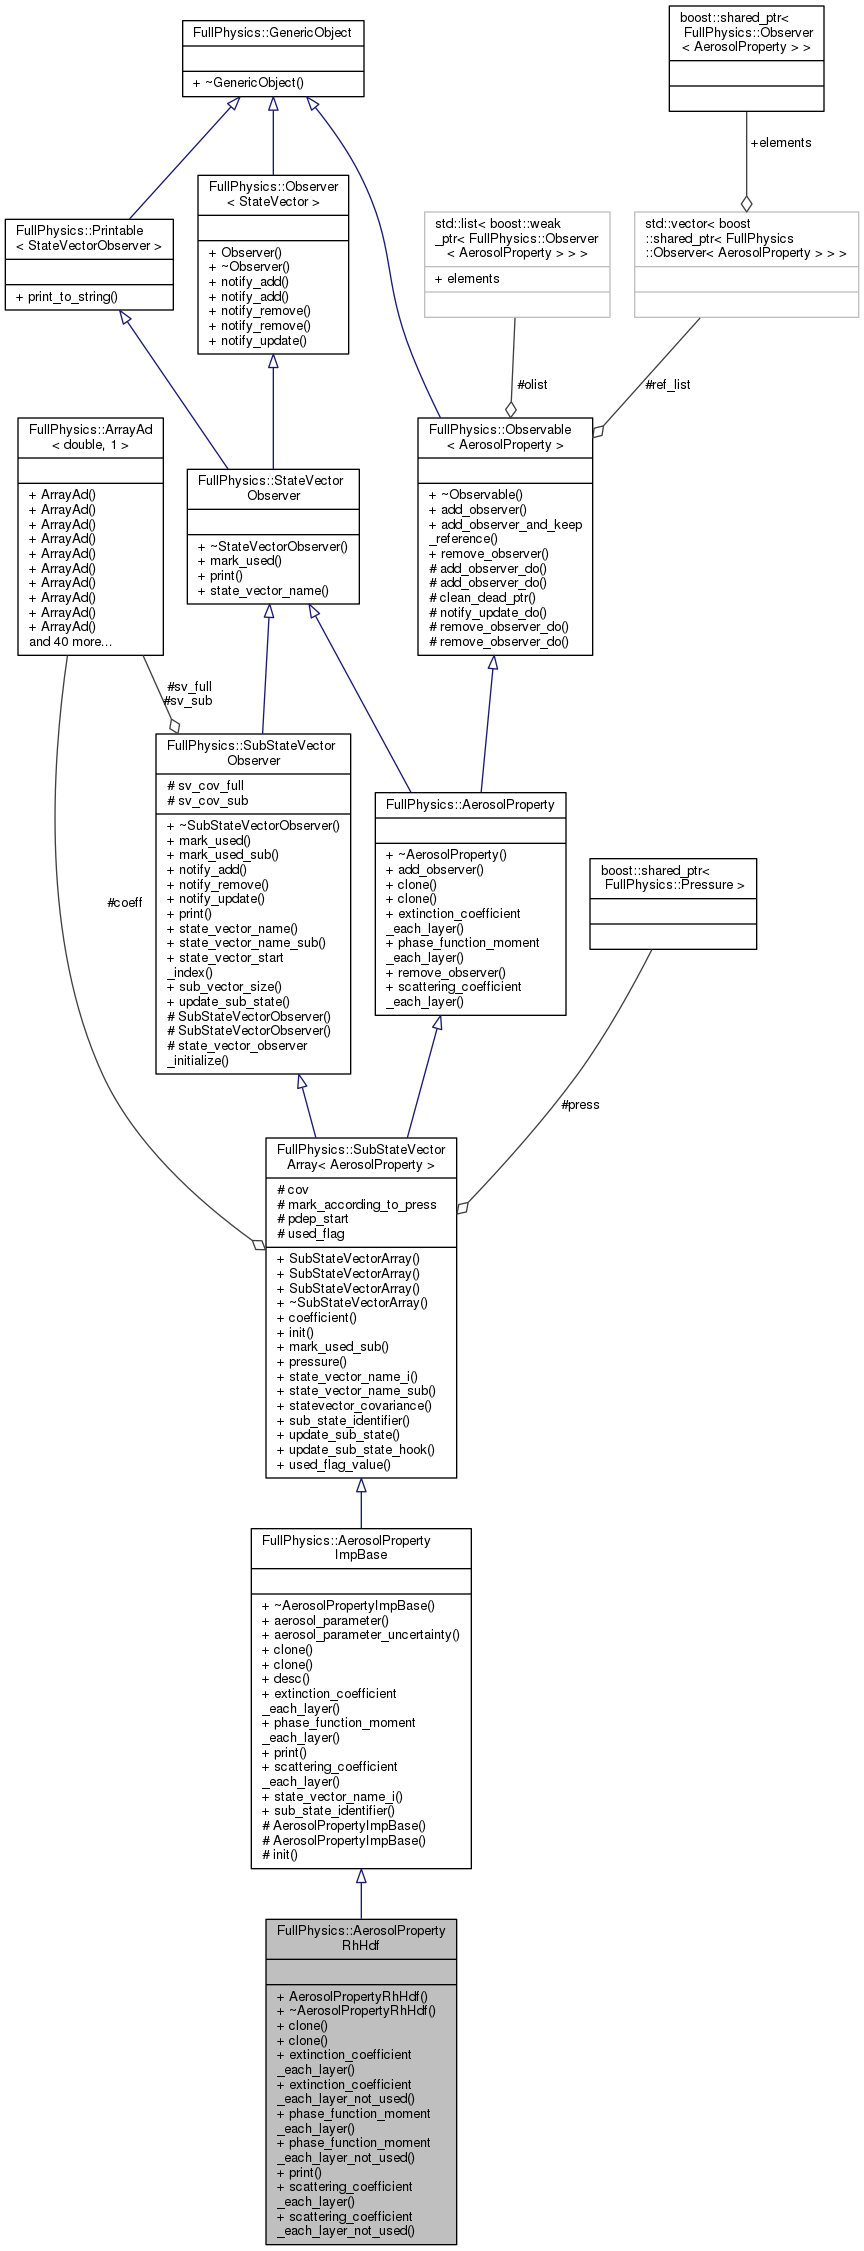 FullPhysics::GenericObject
+ ~GenericObject()
boost::shared_ptr<
FullPhysics::Observer
< AerosolProperty > >
+elements
FullPhysics::Observer
< StateVector >
+ Observer()
+ ~Observer()
+ notify_add()
+ notify_add()
+ notify_remove()
+ notify_remove()
+ notify_update()
FullPhysics::Printable
< StateVectorObserver >
+ print_to_string()
std::list< boost::weak
_ptr< FullPhysics::Observer
< AerosolProperty > > >
+ elements
std::vector< boost
::shared_ptr< FullPhysics
::Observer< AerosolProperty > > >
#olist
#ref_list
FullPhysics::ArrayAd
< double, 1 >
+ ArrayAd()
+ ArrayAd()
+ ArrayAd()
+ ArrayAd()
+ ArrayAd()
+ ArrayAd()
+ ArrayAd()
+ ArrayAd()
+ ArrayAd()
+ ArrayAd()
and 40 more...
FullPhysics::StateVector
Observer
+ ~StateVectorObserver()
+ mark_used()
+ print()
+ state_vector_name()
FullPhysics::Observable
< AerosolProperty >
+ ~Observable()
+ add_observer()
+ add_observer_and_keep
_reference()
+ remove_observer()
# add_observer_do()
# add_observer_do()
# clean_dead_ptr()
# notify_update_do()
# remove_observer_do()
# remove_observer_do()
#sv_full
#sv_sub
FullPhysics::SubStateVector
Observer
# sv_cov_full
# sv_cov_sub
+ ~SubStateVectorObserver()
+ mark_used()
+ mark_used_sub()
+ notify_add()
+ notify_remove()
+ notify_update()
+ print()
+ state_vector_name()
+ state_vector_name_sub()
+ state_vector_start
_index()
+ sub_vector_size()
+ update_sub_state()
# SubStateVectorObserver()
# SubStateVectorObserver()
# state_vector_observer
_initialize()
FullPhysics::AerosolProperty
+ ~AerosolProperty()
+ add_observer()
+ clone()
+ clone()
+ extinction_coefficient
_each_layer()
+ phase_function_moment
_each_layer()
+ remove_observer()
+ scattering_coefficient
_each_layer()
boost::shared_ptr<
FullPhysics::Pressure >
#coeff
#press
FullPhysics::SubStateVector
Array< AerosolProperty >
# cov
# mark_according_to_press
# pdep_start
# used_flag
+ SubStateVectorArray()
+ SubStateVectorArray()
+ SubStateVectorArray()
+ ~SubStateVectorArray()
+ coefficient()
+ init()
+ mark_used_sub()
+ pressure()
+ state_vector_name_i()
+ state_vector_name_sub()
+ statevector_covariance()
+ sub_state_identifier()
+ update_sub_state()
+ update_sub_state_hook()
+ used_flag_value()
FullPhysics::AerosolProperty
ImpBase
+ ~AerosolPropertyImpBase()
+ aerosol_parameter()
+ aerosol_parameter_uncertainty()
+ clone()
+ clone()
+ desc()
+ extinction_coefficient
_each_layer()
+ phase_function_moment
_each_layer()
+ print()
+ scattering_coefficient
_each_layer()
+ state_vector_name_i()
+ sub_state_identifier()
# AerosolPropertyImpBase()
# AerosolPropertyImpBase()
# init()
FullPhysics::AerosolProperty
RhHdf
+ AerosolPropertyRhHdf()
+ ~AerosolPropertyRhHdf()
+ clone()
+ clone()
+ extinction_coefficient
_each_layer()
+ extinction_coefficient
_each_layer_not_used()
+ phase_function_moment
_each_layer()
+ phase_function_moment
_each_layer_not_used()
+ print()
+ scattering_coefficient
_each_layer()
+ scattering_coefficient
_each_layer_not_used()